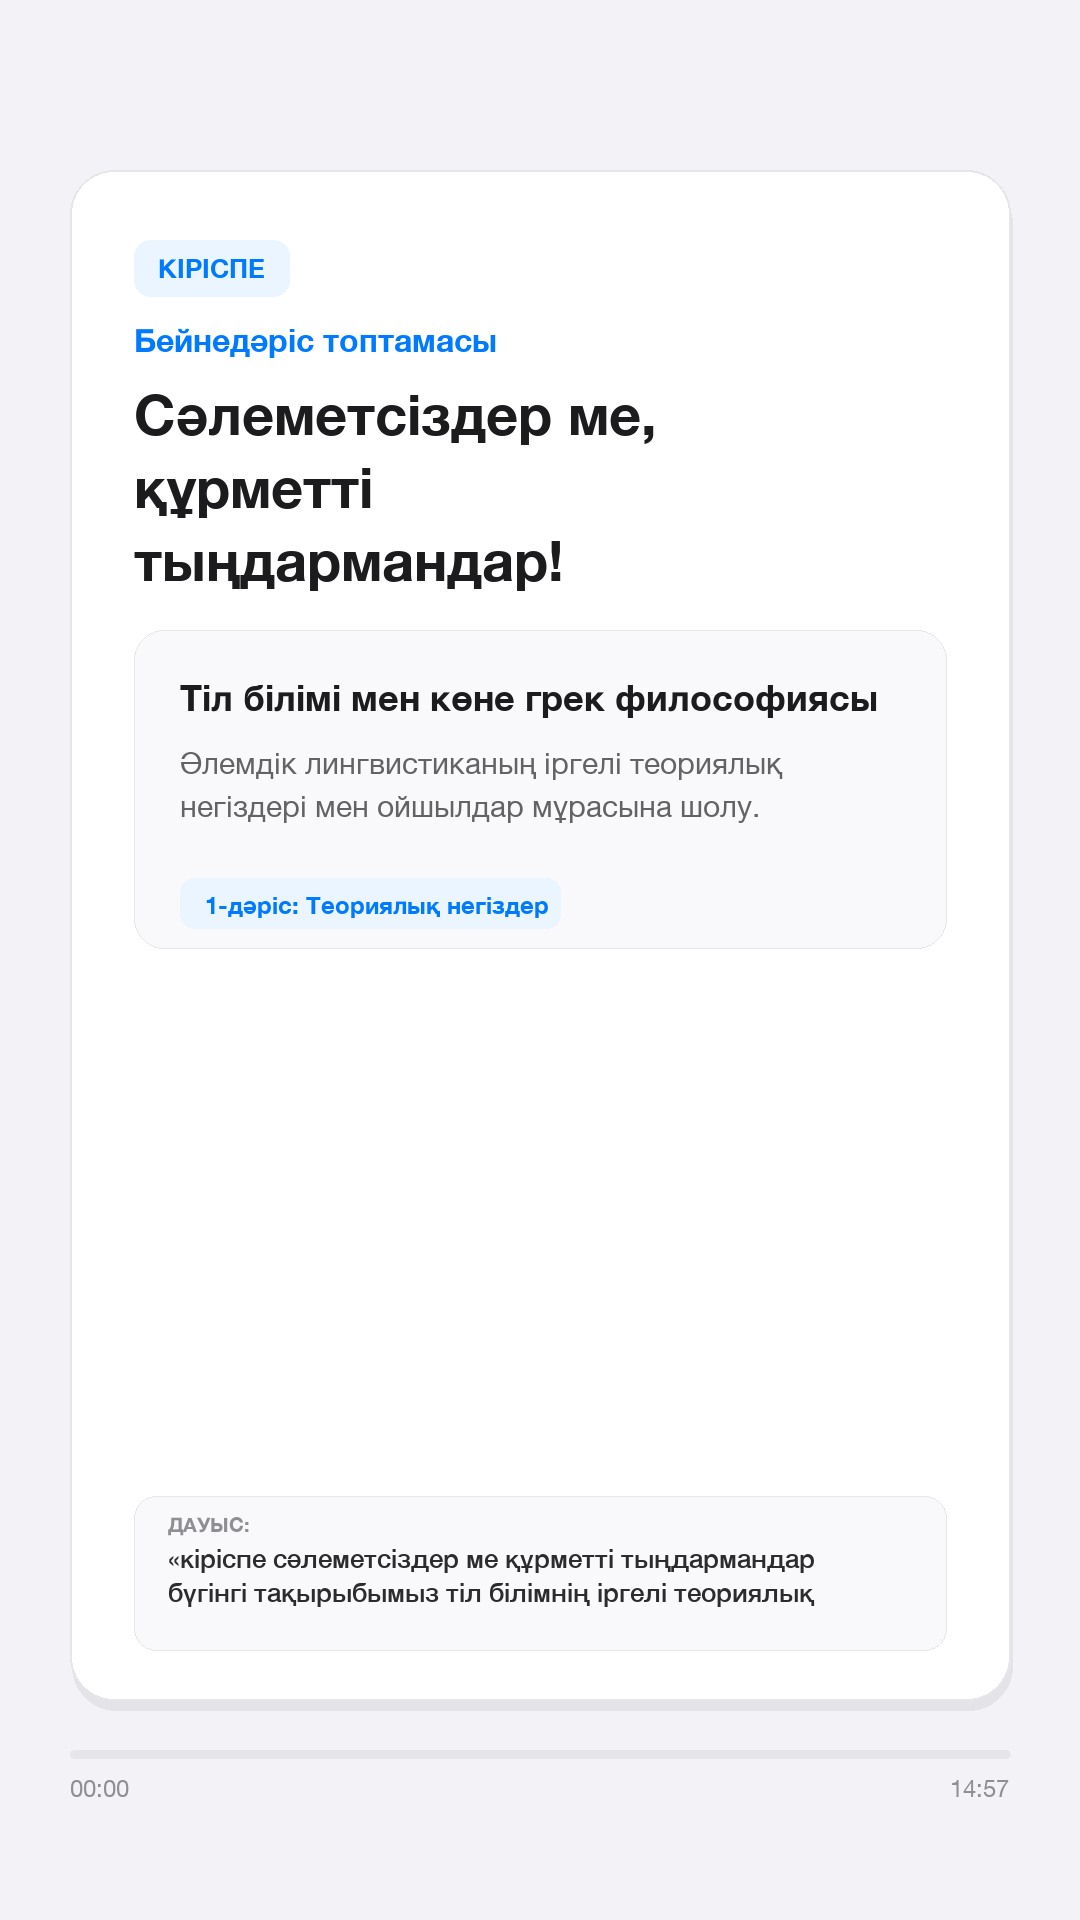 КІРІСПЕ
Бейнедәріс топтамасы
Сәлеметсіздер ме,
құрметті
тыңдармандар!
Тіл білімі мен көне грек философиясы
Әлемдік лингвистиканың іргелі теориялық
негіздері мен ойшылдар мұрасына шолу.
1-дәріс: Теориялық негіздер
ДАУЫС:
«кіріспе сәлеметсіздер ме құрметті тыңдармандар
бүгінгі тақырыбымыз тіл білімнің іргелі теориялық
00:00
14:57